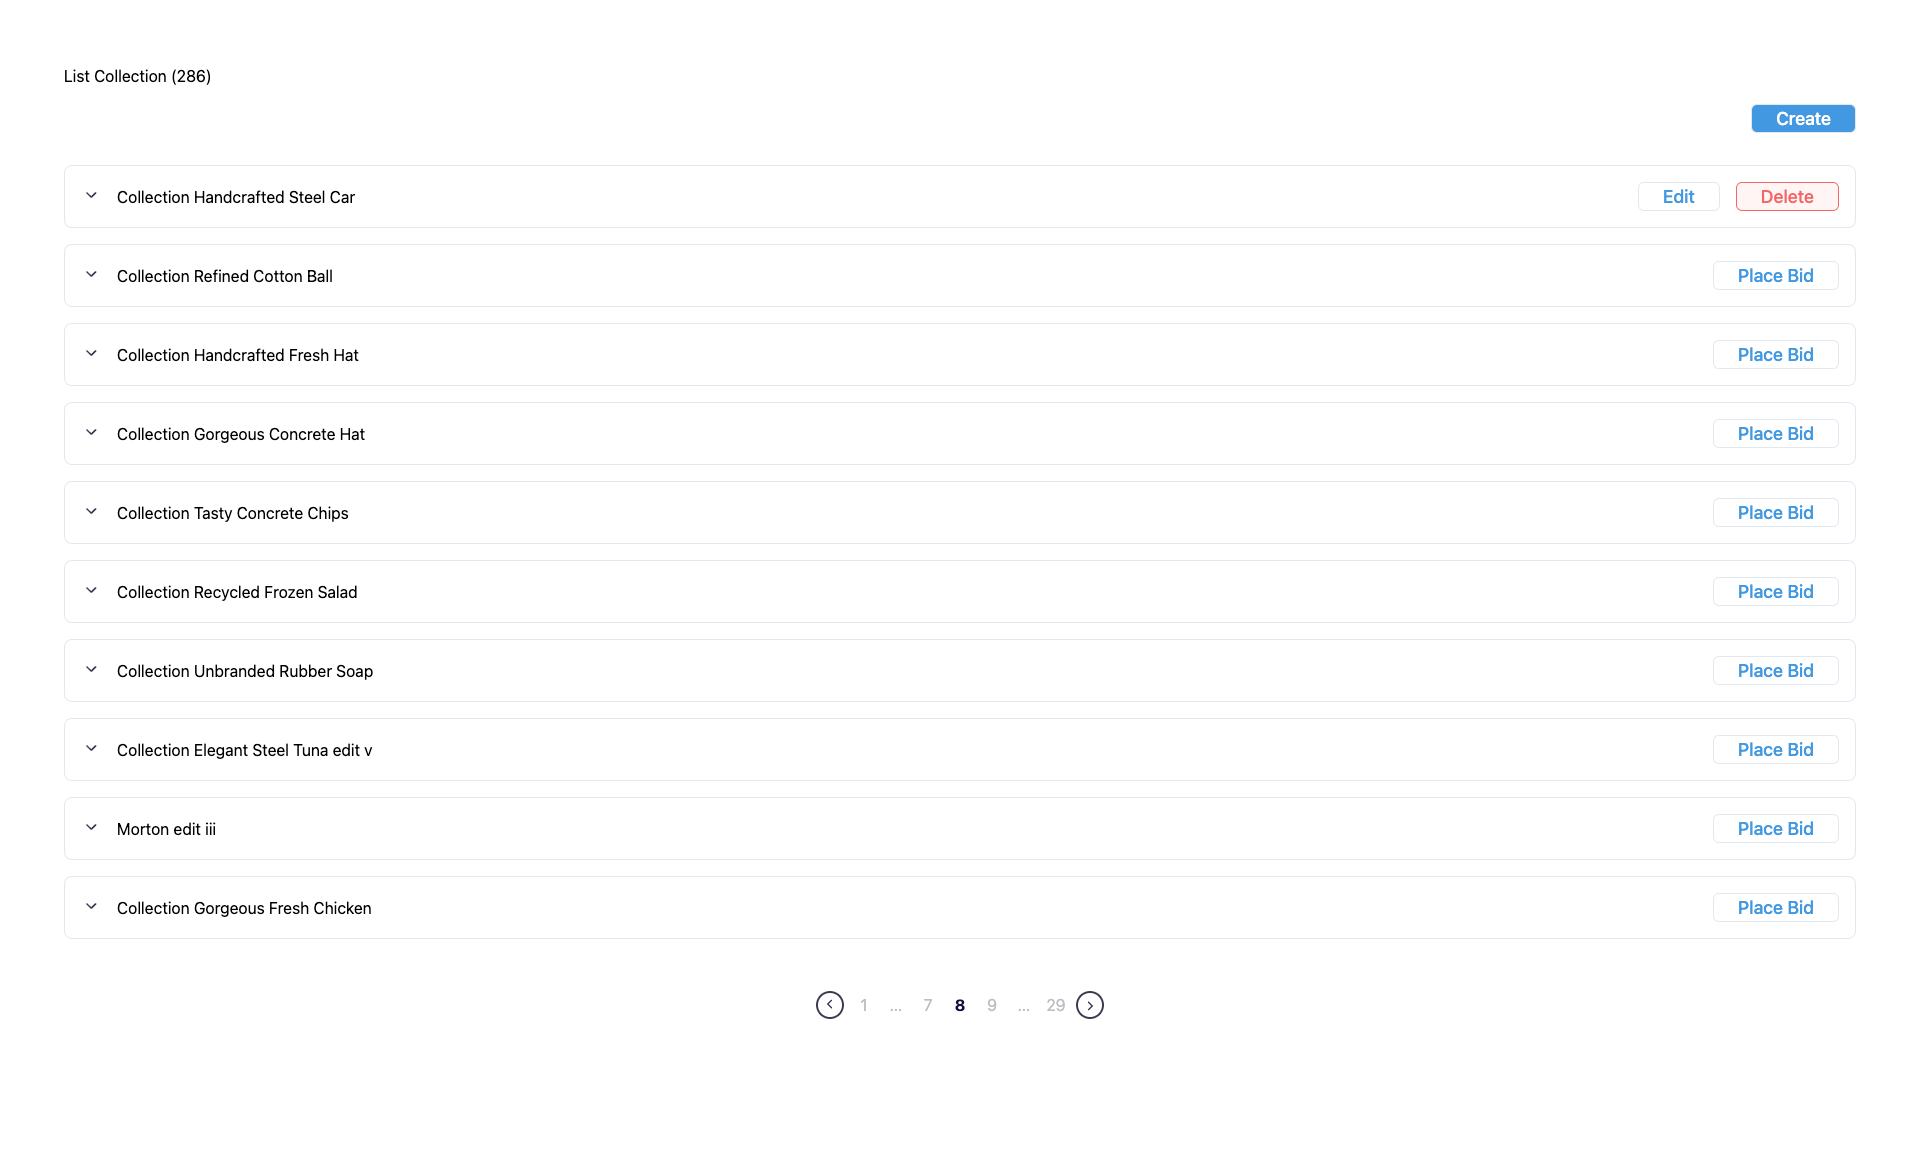 List Collection (286)
Create
Collection Handcrafted Steel Car Edit Delete
Collection Refined Cotton Ball Place Bid
Collection Handcrafted Fresh Hat Place Bid
Collection Gorgeous Concrete Hat Place Bid
Collection Tasty Concrete Chips Place Bid
Collection Recycled Frozen Salad Place Bid
Collection Unbranded Rubber Soap Place Bid
Collection Elegant Steel Tuna edit v Place Bid
Morton edit iii Place Bid
Collection Gorgeous Fresh Chicken Place Bid
1 ... 7 8 9 ... 29